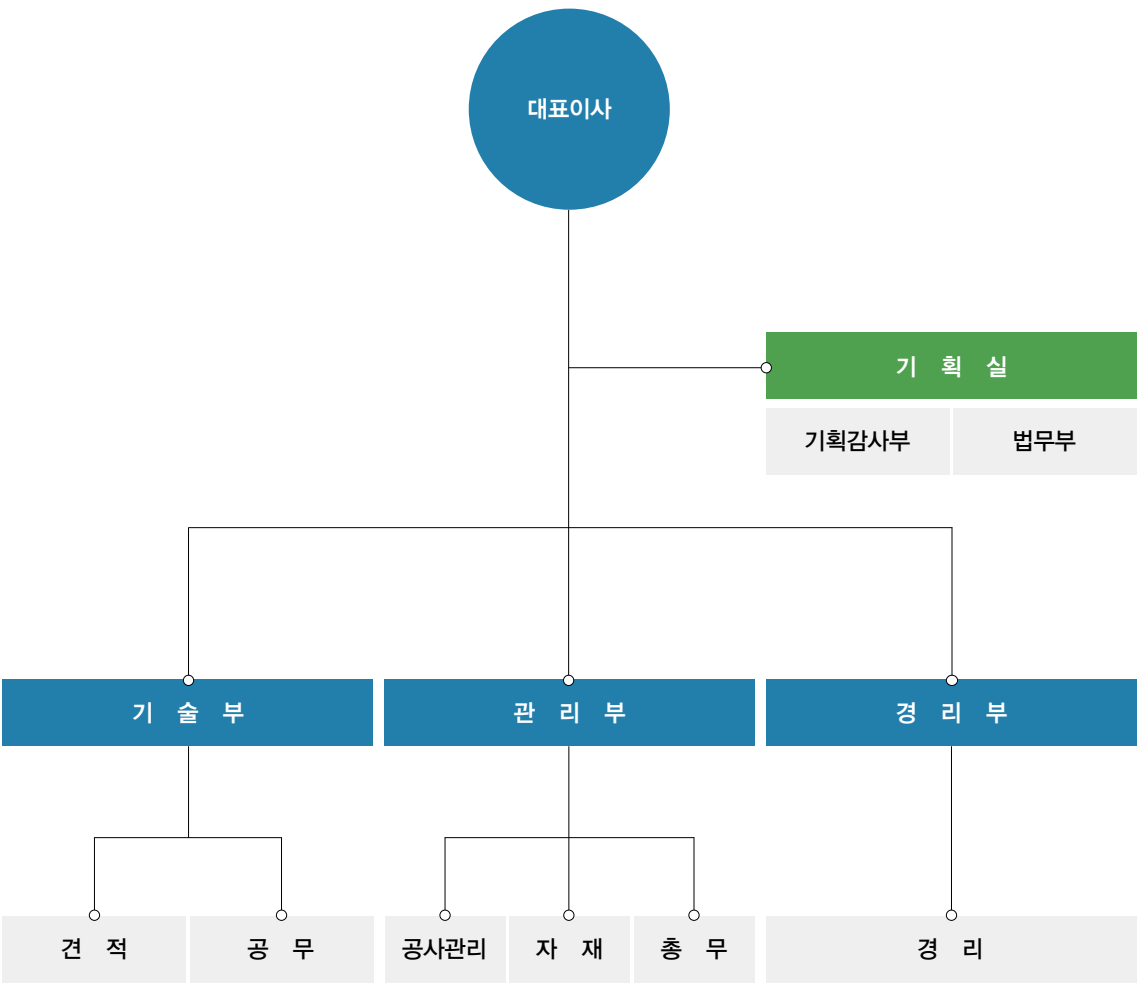 대표이사
기 획 실
기획감사부 법무부
기 술 부 관 리 부 경 리 부
견 적 공 무 공사관리 자 재 총 무 경 리